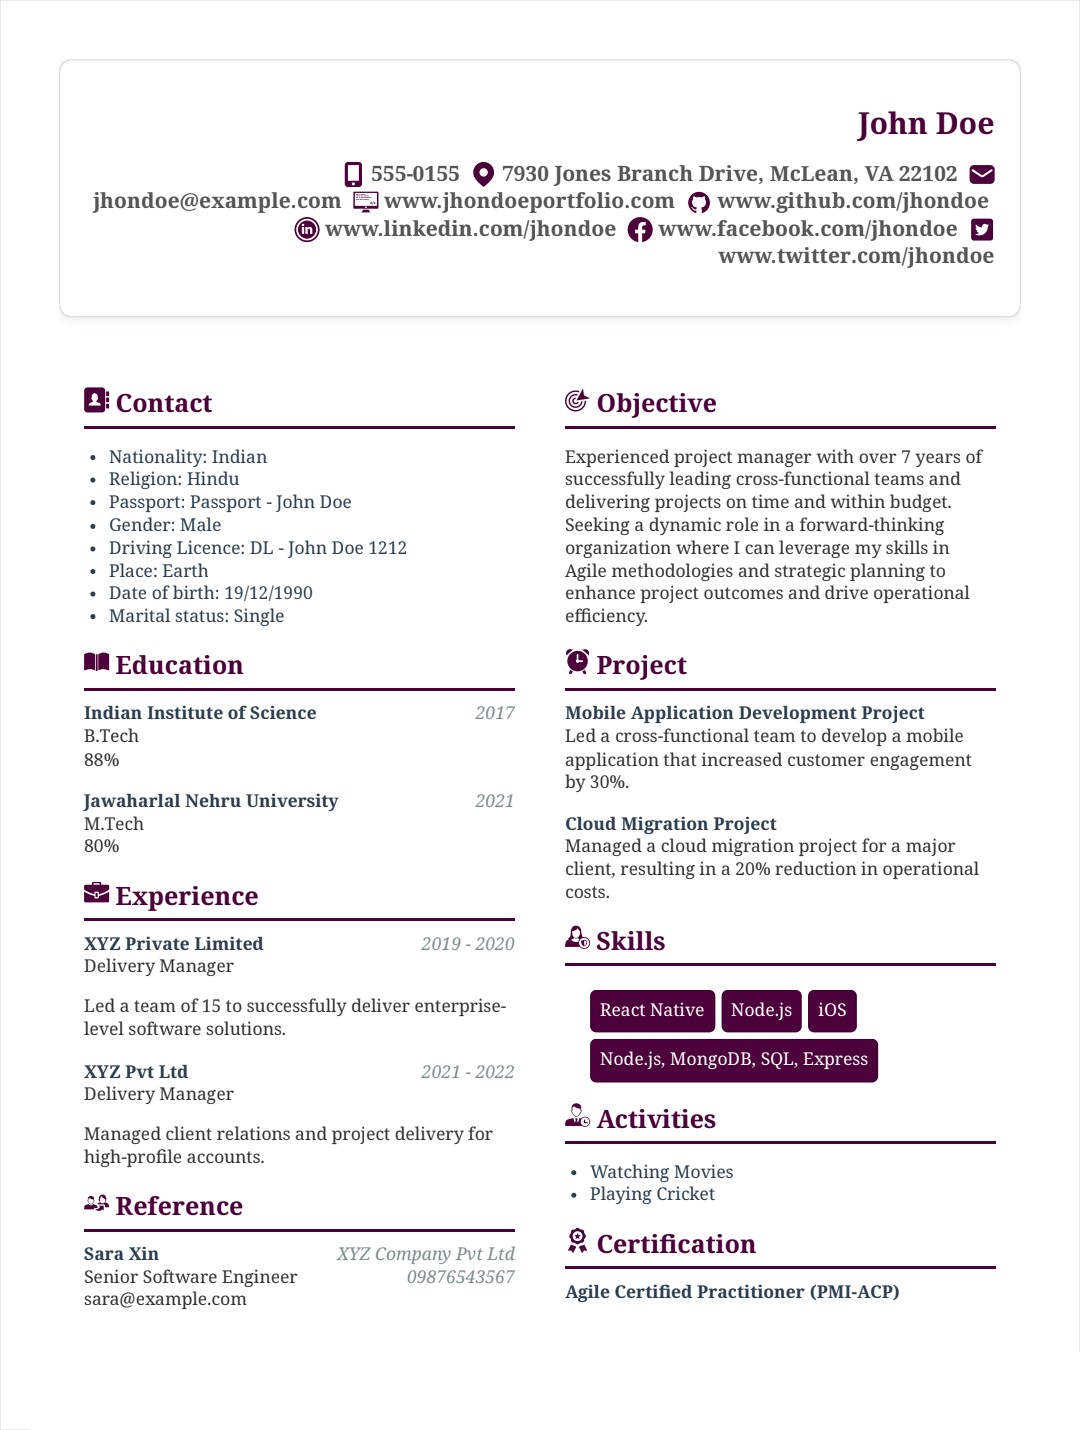 John Doe
555-0155 7930 Jones Branch Drive, McLean, VA 22102
jhondoe@example.com www.jhondoeportfolio.com www.github.com/jhondoe
www.linkedin.com/jhondoe www.facebook.com/jhondoe
www.twitter.com/jhondoe
Contact
• Nationality: Indian
• Religion: Hindu
• Passport: Passport - John Doe
• Gender: Male
• Driving Licence: DL - John Doe 1212
• Place: Earth
• Date of birth: 19/12/1990
• Marital status: Single
Education
Indian Institute of Science 2017
B.Tech
88%
Jawaharlal Nehru University 2021
M.Tech
80%
Experience
XYZ Private Limited 2019 - 2020
Delivery Manager
Led a team of 15 to successfully deliver enterprise-
level software solutions.
XYZ Pvt Ltd 2021 - 2022
Delivery Manager
Managed client relations and project delivery for
high-profile accounts.
Reference
Sara Xin XYZ Company Pvt Ltd
Senior Software Engineer 09876543567
sara@example.com
Objective
Experienced project manager with over 7 years of
successfully leading cross-functional teams and
delivering projects on time and within budget.
Seeking a dynamic role in a forward-thinking
organization where I can leverage my skills in
Agile methodologies and strategic planning to
enhance project outcomes and drive operational
efficiency.
Project
Mobile Application Development Project
Led a cross-functional team to develop a mobile
application that increased customer engagement
by 30%.
Cloud Migration Project
Managed a cloud migration project for a major
client, resulting in a 20% reduction in operational
costs.
Skills
React Native Node.js iOS
Node.js, MongoDB, SQL, Express
Activities
• Watching Movies
• Playing Cricket
Certification
Agile Certified Practitioner (PMI-ACP)